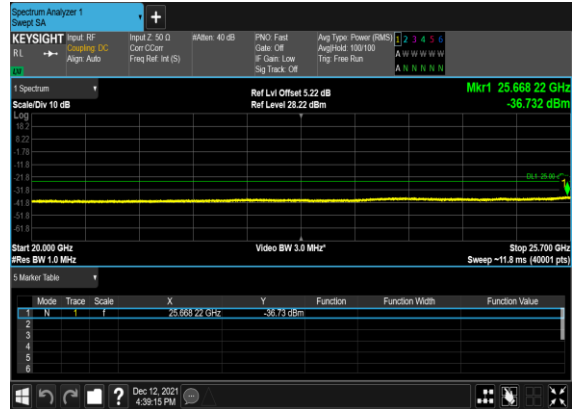 Spectrum Analyzer 1
Swept SA
+
KEYSIGHT Input: RF Input Z: 50 Ω #Atten: 40 dB PNO: Fast Avg Type: Power (RMS) 1 2 3 4 5 6
RL Coupling: DC Corr CCorr Gate: Off Avg|Hold: 100/100 A W W W W W
Align: Auto Freq Ref: Int (S) IF Gain: Low Trig: Free Run
Sig Track: Off A N N N N N
1 Spectrum Ref Lvl Offset 5.22 dB Mkr1 25.668 22 GHz
Scale/Div 10 dB Ref Level 28.22 dBm -36.732 dBm
Log
18.2
8.22
-1.78
-11.8
-21.8
-31.8
-41.8
-51.8
-61.8
1
Start 20.000 GHz Video BW 3.0 MHz* Stop 25.700 GHz
#Res BW 1.0 MHz Sweep ~11.8 ms (40001 pts)
5 Marker Table
Mode Trace Scale X Y Function Function Width Function Value
1 N 1 f 25.668 22 GHz -36.73 dBm
2
3
4
5
6
? Dec 12, 2021
4:39:15 PM